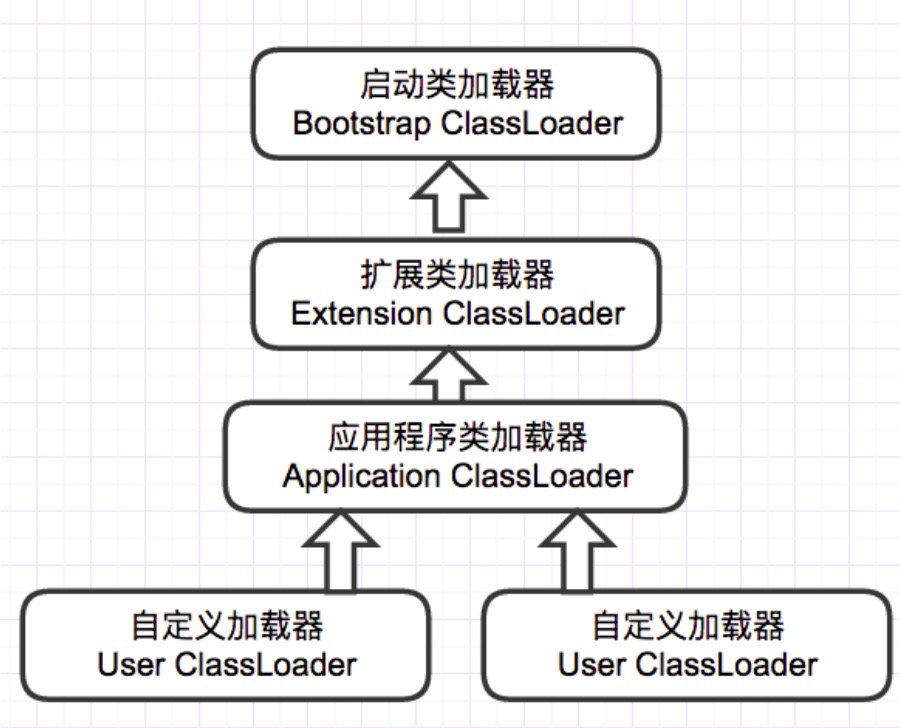 启动类加载器
Bootstrap ClassLoader
扩展类加载器
Extension ClassLoader
应用程序类加载器
Application ClassLoader
自定义加载器
User ClassLoader
自定义加载器
User ClassLoader